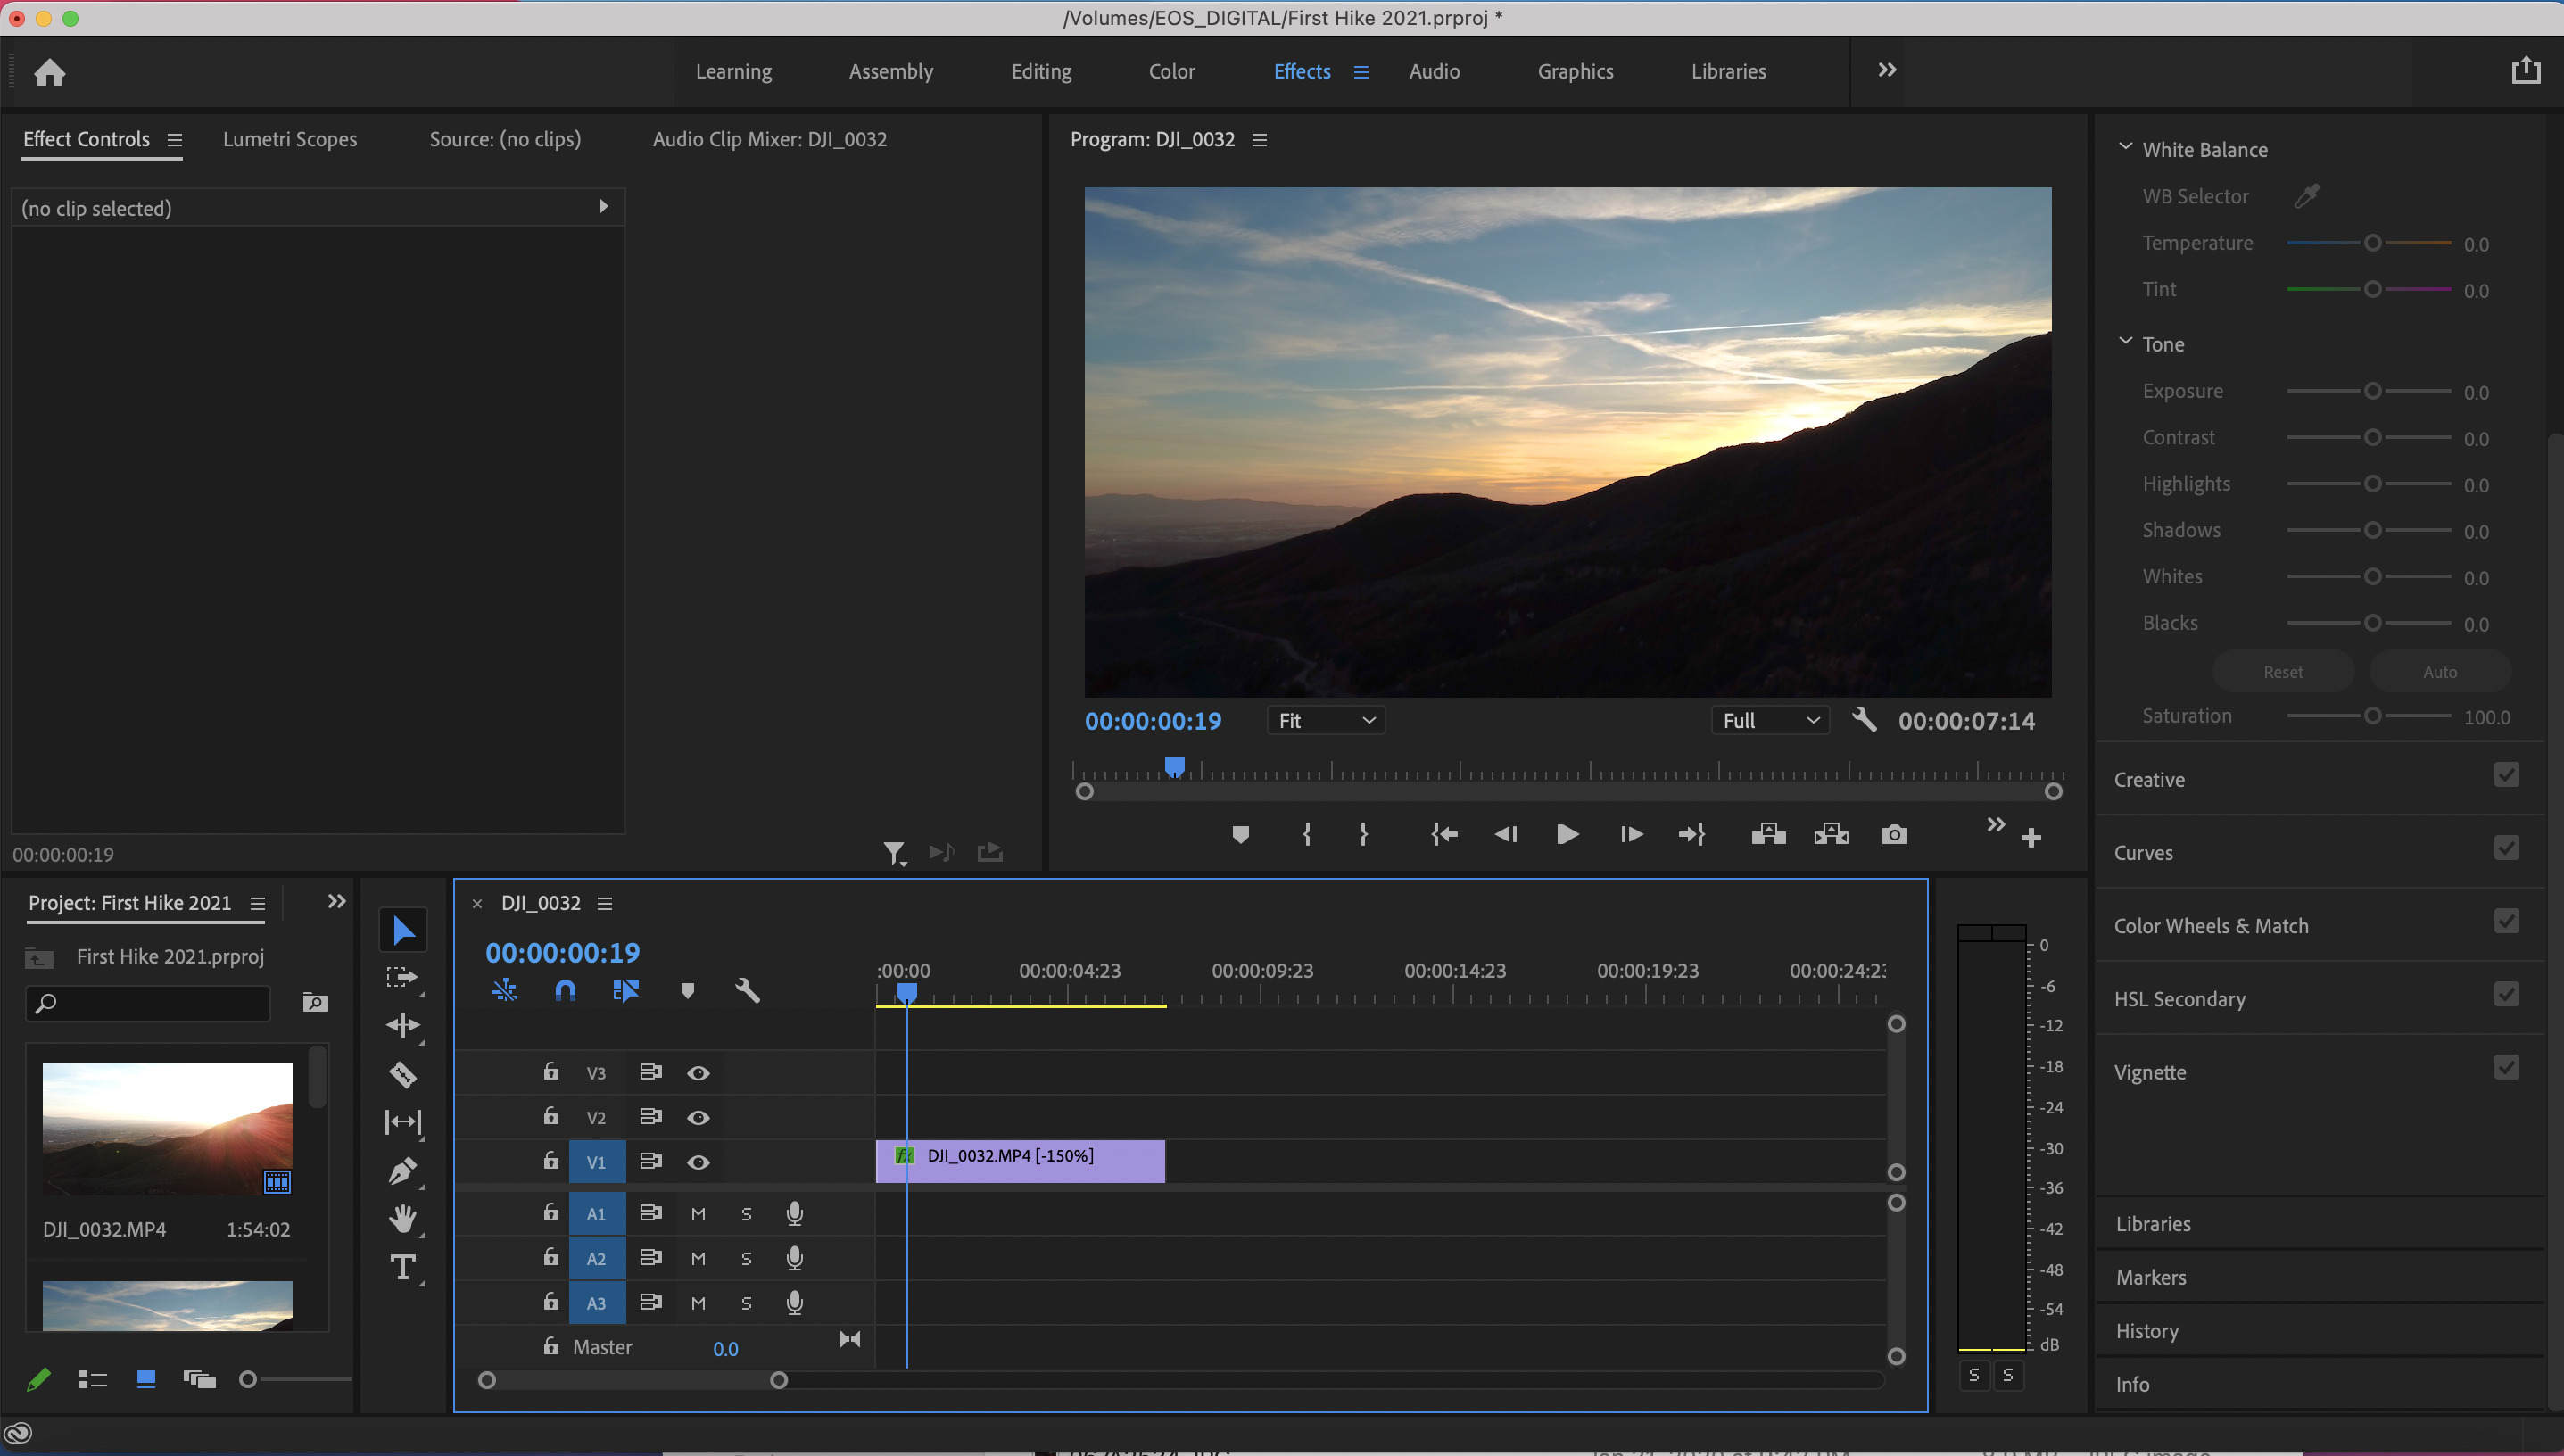 /Volumes/EOS_DIGITAL/First Hike 2021.prproj *
Learning Assembly Editing Color Effects Audio Graphics Libraries
Effect Controls Lumetri Scopes Source: (no clips) Audio Clip Mixer: DJI_0032
(no clip selected)
00:00:00:19
Program: DJI_0032
00:00:00:19 Fit Full 00:00:07:14
White Balance
WB Selector
Temperature 0.0
Tint 0.0
Tone
Exposure 0.0
Contrast 0.0
Highlights 0.0
Shadows 0.0
Whites 0.0
Blacks 0.0
Reset Auto
Saturation 100.0
Creative
Curves
Color Wheels & Match
HSL Secondary
Vignette
Libraries
Markers
History
Info
Project: First Hike 2021
First Hike 2021.prproj
DJI_0032.MP4 1:54:02
DJI_0032
00:00:00:19
:00:00 00:00:04:23 00:00:09:23 00:00:14:23 00:00:19:23 00:00:24:23
V3
V2
V1 fx DJI_0032.MP4 [-150%]
A1 M S
A2 M S
A3 M S
Master 0.0
0
-6
-12
-18
-24
-30
-36
-42
-48
-54
dB
S S